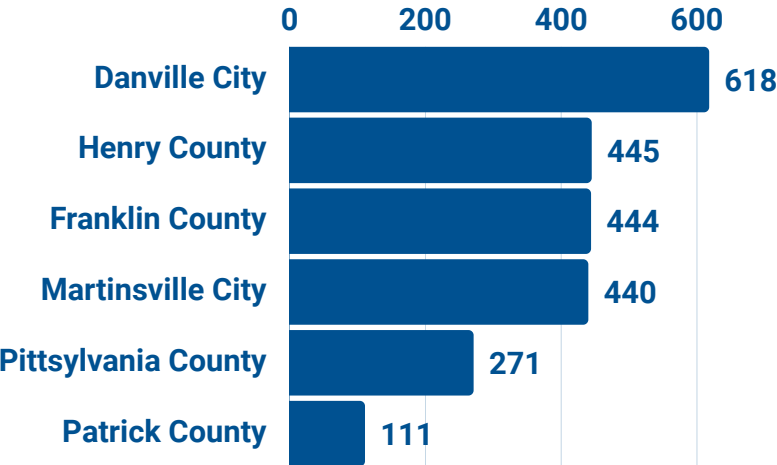 0 200 400 600
Danville City 618
Henry County 445
Franklin County 444
Martinsville City 440
Pittsylvania County 271
Patrick County 111